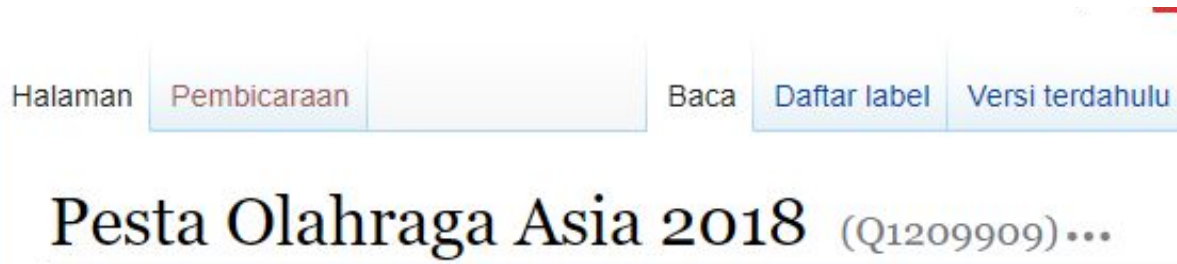 Halaman Pembicaraan Baca Daftar label Versi terdahulu
Pesta Olahraga Asia 2018 (Q1209909)•••